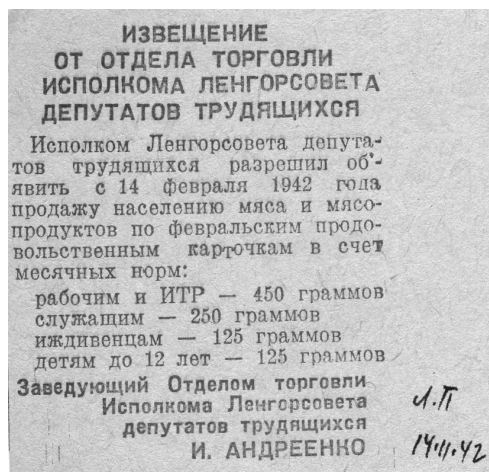 ИЗВЕЩЕНИЕ
ОТ ОТДЕЛА ТОРГОВЛИ
ИСПОЛКОМА ЛЕНГОРСОВЕТА
ДЕПУТАТОВ ТРУДЯЩИХСЯ
Исполком Ленгорсовета депута-
тов трудящихся разрешил об'-
явить с 14 февраля 1942 года
продажу населению мяса и мясо-
продуктов по февральским продо-
вольственным карточкам в счет
месячных норм:
рабочим и ИТР — 450 граммов
служащим — 250 граммов
иждивенцам — 125 граммов
детям до 12 лет — 125 граммов
Заведующий Отделом торговли
Исполкома Ленгорсовета
депутатов трудящихся
И. АНДРЕЕНКО
Л.П
14.II.42